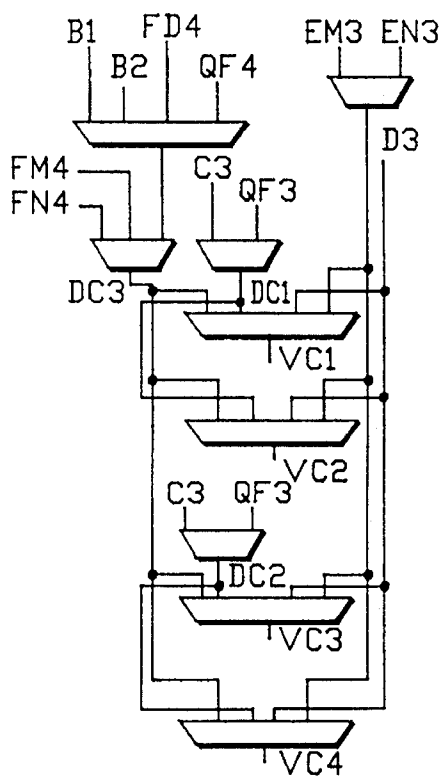 B1 FD4 EM3 EN3
B2 QF4
D3
FM4 C3
FN4 QF3
DC3 DC1
VC1
VC2
C3 QF3
DC2
VC3
VC4